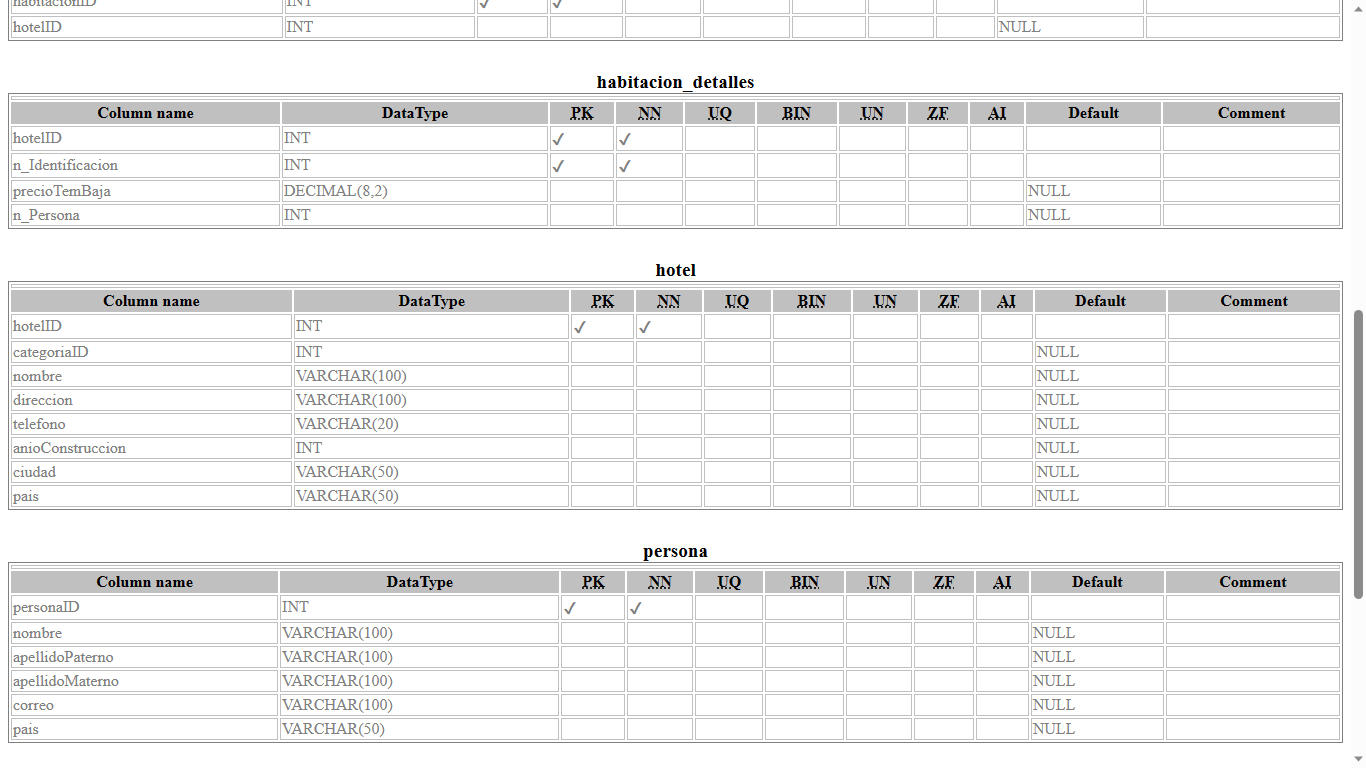 habitacionID INT ✓ ✓
hotelID INT NULL
habitacion_detalles
Column name DataType PK NN UQ BIN UN ZF AI Default Comment
hotelID INT ✓ ✓
n_Identificacion INT ✓ ✓
precioTemBaja DECIMAL(8,2) NULL
n_Persona INT NULL
hotel
Column name DataType PK NN UQ BIN UN ZF AI Default Comment
hotelID INT ✓ ✓
categoriaID INT NULL
nombre VARCHAR(100) NULL
direccion VARCHAR(100) NULL
telefono VARCHAR(20) NULL
anioConstruccion INT NULL
ciudad VARCHAR(50) NULL
pais VARCHAR(50) NULL
persona
Column name DataType PK NN UQ BIN UN ZF AI Default Comment
personaID INT ✓ ✓
nombre VARCHAR(100) NULL
apellidoPaterno VARCHAR(100) NULL
apellidoMaterno VARCHAR(100) NULL
correo VARCHAR(100) NULL
pais VARCHAR(50) NULL